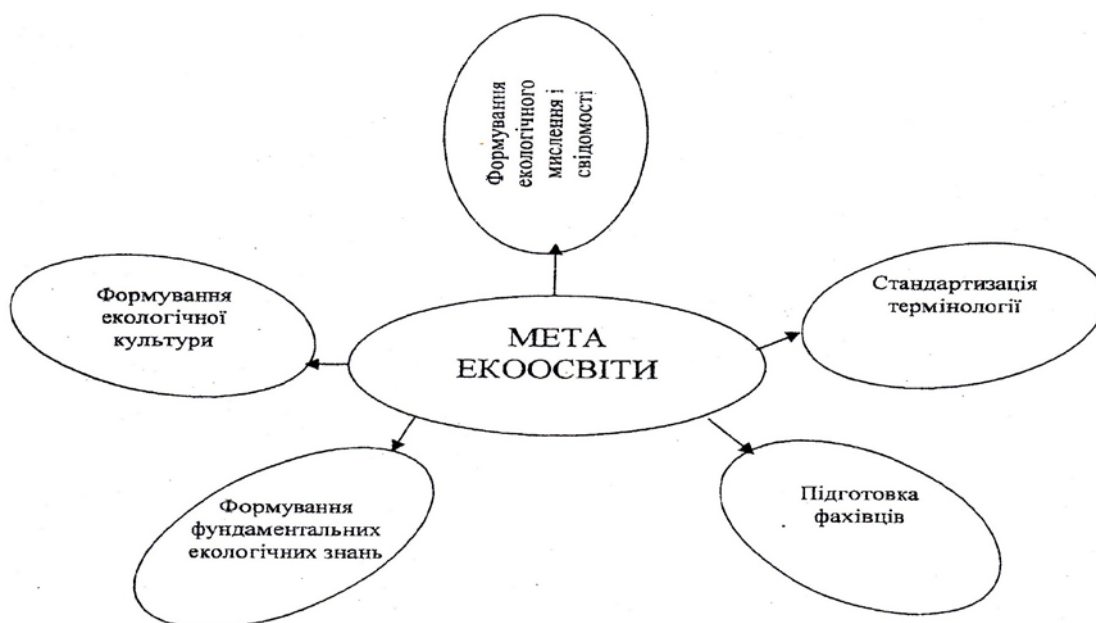 Формування
екологічного
мислення і
свідомості
Формування
екологічної
культури
МЕТА
ЕКООСВІТИ
Стандартизація
термінології
Формування
фундаментальних
екологічних знань
Підготовка
фахівців